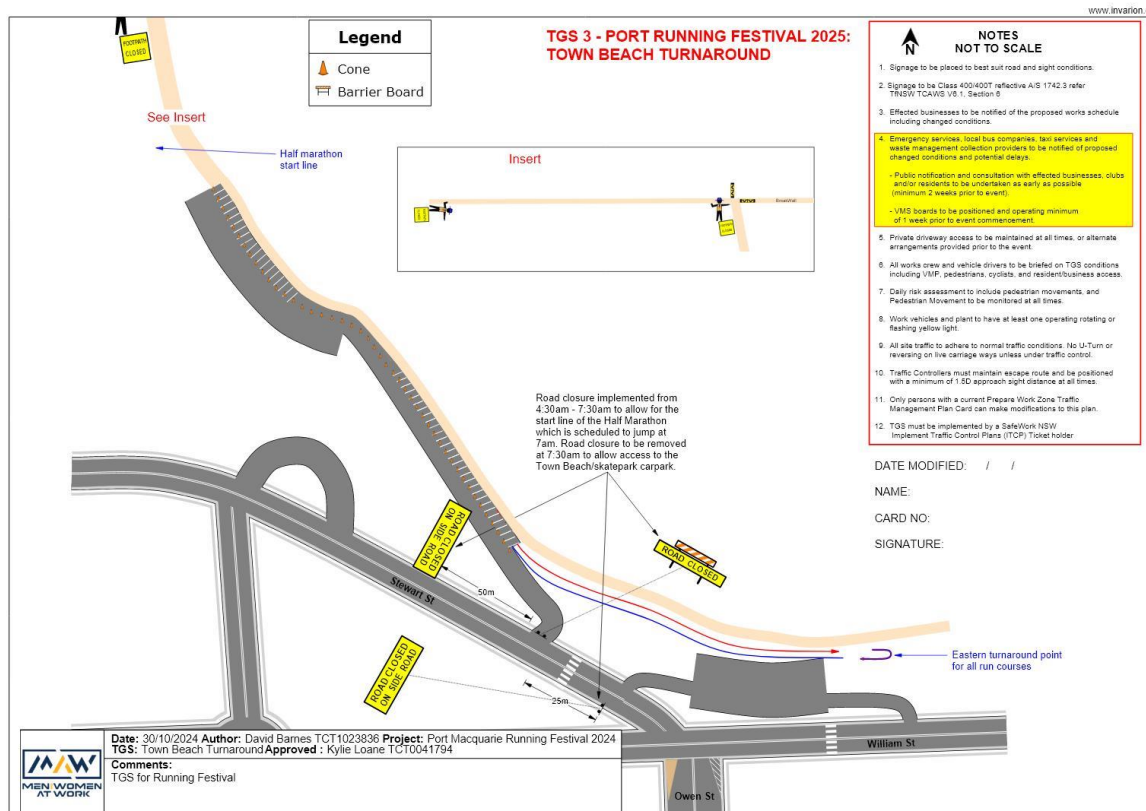 www.invarion.
FOOTPATH
CLOSED
Legend
Cone
Barrier Board
TGS 3 - PORT RUNNING FESTIVAL 2025:
TOWN BEACH TURNAROUND
See Insert
Half marathon
start line
Insert
BreakWall
N
NOTES
NOT TO SCALE
1. Signage to be placed to best suit road and sight conditions.
2. Signage to be Class 400/400T reflective A/S 1742.3 refer
TfNSW TCAWS V6.1, Section 6
3. Effected businesses to be notified of the proposed works schedule
including changed conditions.
4. Emergency services, local bus companies, taxi services and
waste management collection providers to be notified of proposed
changed conditions and potential delays.
- Public notification and consultation with effected businesses, clubs
and/or residents to be undertaken as early as possible
(minimum 2 weeks prior to event).
- VMS boards to be positioned and operating minimum
of 1 week prior to event commencement.
5. Private driveway access to be maintained at all times, or alternate
arrangements provided prior to the event.
6. All works crew and vehicle drivers to be briefed on TGS conditions
including VMP, pedestrians, cyclists, and resident/business access.
7. Daily risk assessment to include pedestrian movements, and
Pedestrian Movement to be monitored at all times.
8. Work vehicles and plant to have at least one operating rotating or
flashing yellow light.
9. All site traffic to adhere to normal traffic conditions. No U-Turn or
reversing on live carriage ways unless under traffic control.
10. Traffic Controllers must maintain escape route and be positioned
with a minimum of 1.5D approach sight distance at all times.
11. Only persons with a current Prepare Work Zone Traffic
Management Plan Card can make modifications to this plan.
12. TGS must be implemented by a SafeWork NSW
Implement Traffic Control Plans (ITCP) Ticket holder
DATE MODIFIED: / /
NAME:
CARD NO:
SIGNATURE:
Road closure implemented from
4:30am - 7:30am to allow for the
start line of the Half Marathon
which is scheduled to jump at
7am. Road closure to be removed
at 7:30am to allow access to the
Town Beach/skatepark carpark.
ROAD CLOSED
ON SIDE ROAD
ROAD CLOSED
50m
Stewart St
ROAD CLOSED
ON SIDE ROAD
25m
Eastern turnaround point
for all run courses
William St
Owen St
MAW
MEN WOMEN
AT WORK
Date: 30/10/2024 Author: David Barnes TCT1023836 Project: Port Macquarie Running Festival 2024
TGS: Town Beach Turnaround Approved : Kylie Loane TCT0041794
Comments:
TGS for Running Festival